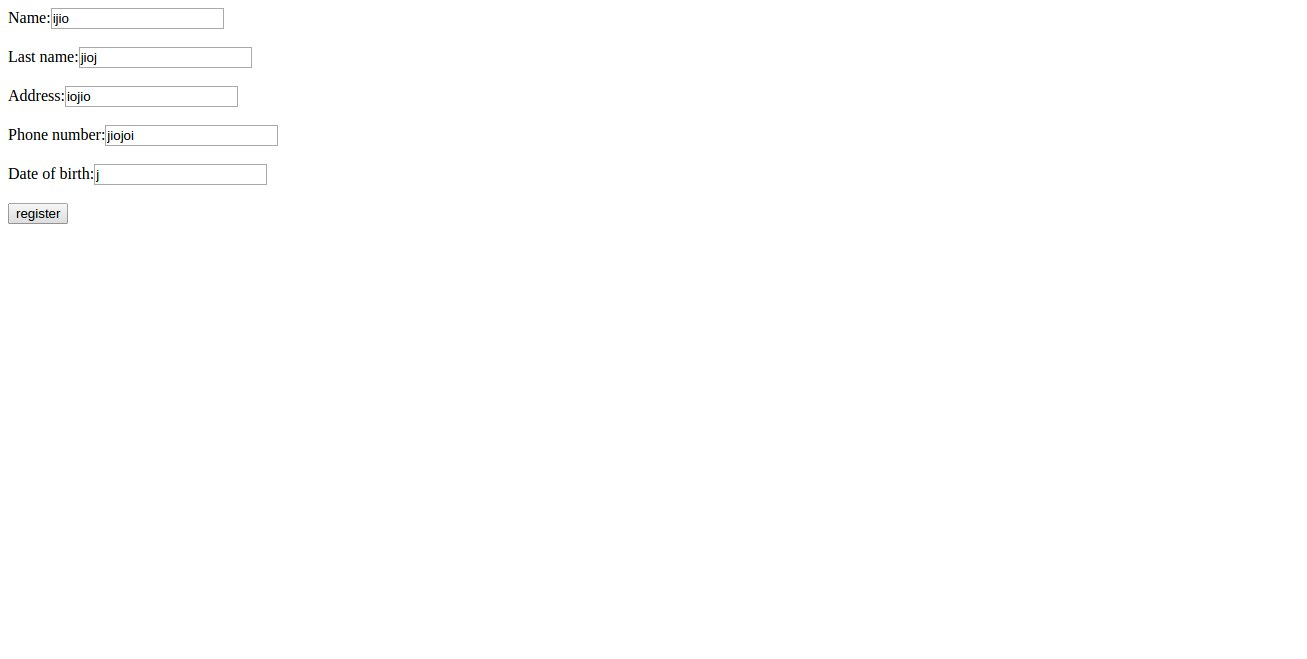 Name:ijio
Last name:jioj
Address:iojio
Phone number:jiojoi
Date of birth:j
register